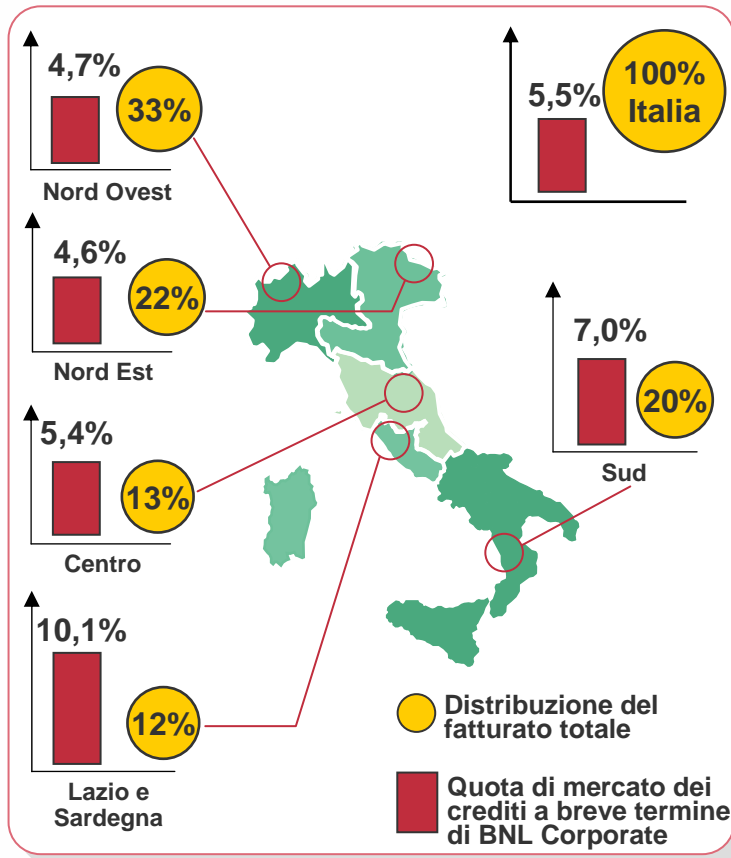 4,7%
33%
Nord Ovest
5,5%
100%
Italia
4,6%
22%
Nord Est
7,0%
20%
Sud
5,4%
13%
Centro
10,1%
12%
Lazio e
Sardegna
Distribuzione del
fatturato totale
Quota di mercato dei
crediti a breve termine
di BNL Corporate